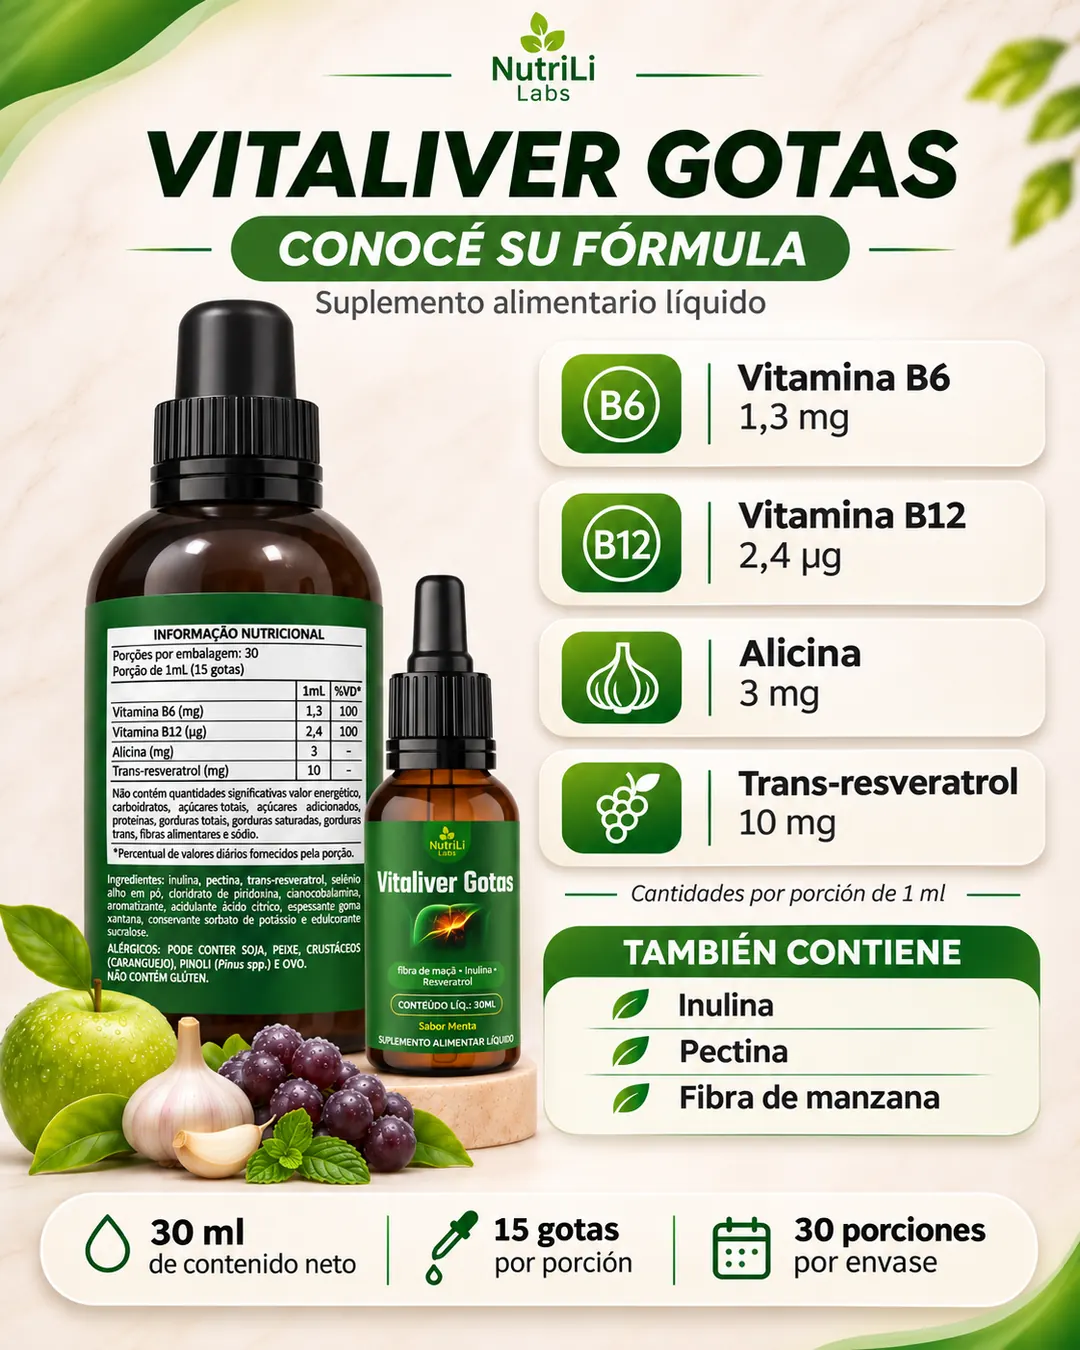 NutriLi
Labs
VITALIVER GOTAS
CONOCÉ SU FÓRMULA
Suplemento alimentario líquido
B6
Vitamina B6
1,3 mg
B12
Vitamina B12
2,4 µg
Alicina
3 mg
Trans-resveratrol
10 mg
Cantidades por porción de 1 ml
TAMBIÉN CONTIENE
Inulina
Pectina
Fibra de manzana
INFORMAÇÃO NUTRICIONAL
Porções por embalagem: 30
Porção de 1mL (15 gotas)
1mL %VD*
Vitamina B6 (mg) 1,3 100
Vitamina B12 (µg) 2,4 100
Alicina (mg) 3 -
Trans-resveratrol (mg) 10 -
Não contém quantidades significativas valor energético,
carboidratos, açúcares totais, açúcares adicionados,
proteínas, gorduras totais, gorduras saturadas, gorduras
trans, fibras alimentares e sódio.
*Percentual de valores diários fornecidos pela porção.
Ingredientes: inulina, pectina, trans-resveratrol, selênio
alho em pó, cloridrato de piridoxina, cianocobalamina,
aromatizante, acidulante ácido cítrico, espessante goma
xantana, conservante sorbato de potássio e edulcorante
sucralose.
ALÉRGICOS: PODE CONTER SOJA, PEIXE, CRUSTÁCEOS
(CARANGUEJO), PINOLI (Pinus spp.) E OVO.
NÃO CONTÉM GLÚTEN.
NutriLi
Labs
Vitaliver Gotas
fibra de maçã • Inulina •
Resveratrol
CONTEÚDO LÍQ.: 30ML
Sabor Menta
SUPLEMENTO ALIMENTAR LÍQUIDO
30 ml
de contenido neto
15 gotas
por porción
30 porciones
por envase